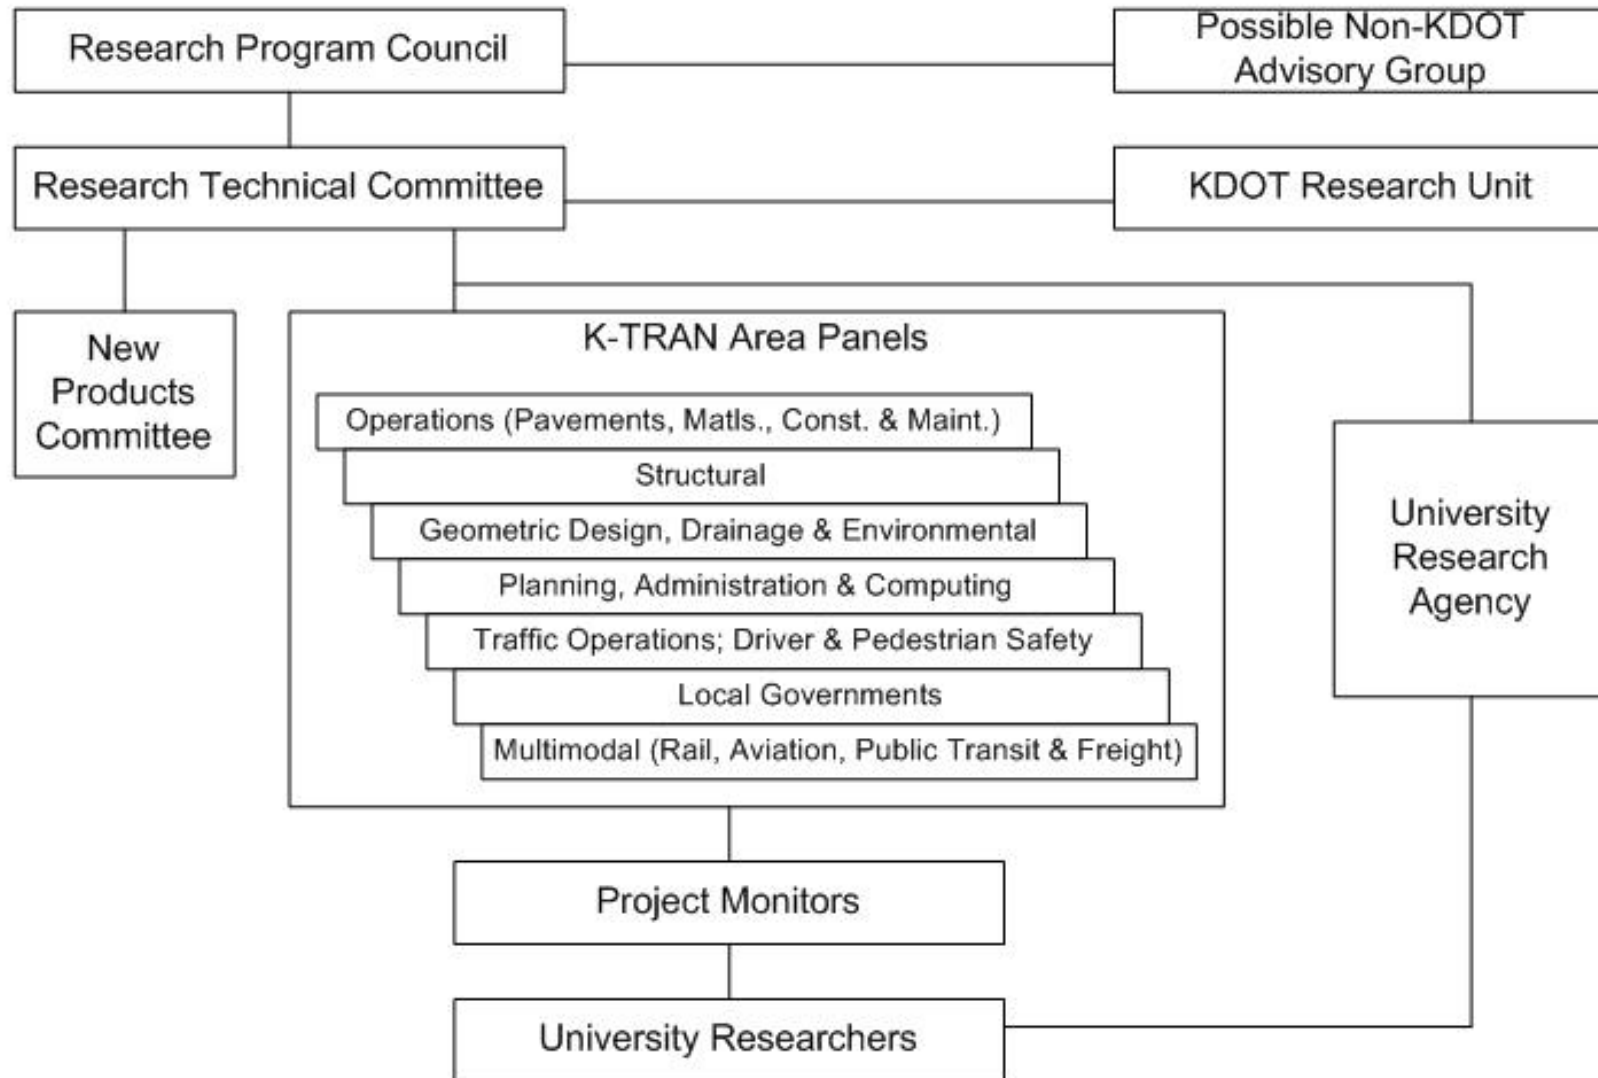 Research Program Council
Possible Non-KDOT
Advisory Group
Research Technical Committee
KDOT Research Unit
New
Products
Committee
K-TRAN Area Panels
Operations (Pavements, Matls., Const. & Maint.)
Structural
Geometric Design, Drainage & Environmental
Planning, Administration & Computing
Traffic Operations; Driver & Pedestrian Safety
Local Governments
Multimodal (Rail, Aviation, Public Transit & Freight)
University
Research
Agency
Project Monitors
University Researchers